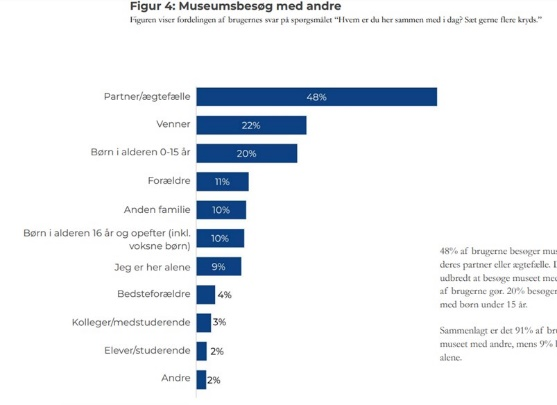 Figur 4: Museumsbesøg med andre
Figuren viser fordelingen af brugernes svar på spørgsmålet “Hvem er du her sammen med i dag? Sæt gerne flere kryds.”
Partner/ægtefælle 48%
Venner 22%
Børn i alderen 0-15 år 20%
Forældre 11%
Anden familie 10%
Børn i alderen 16 år og opefter (inkl.
voksne børn) 10%
Jeg er her alene 9%
Bedsteforældre 4%
Kolleger/medstuderende 3%
Elever/studerende 2%
Andre 2%
48% af brugerne besøger
deres partner eller ægtefælle.
udbredt at besøge museet
af brugerne gør. 20%
med børn under 15 år.
Sammenlagt er det 91% af
museet med andre, mens 9%
alene.